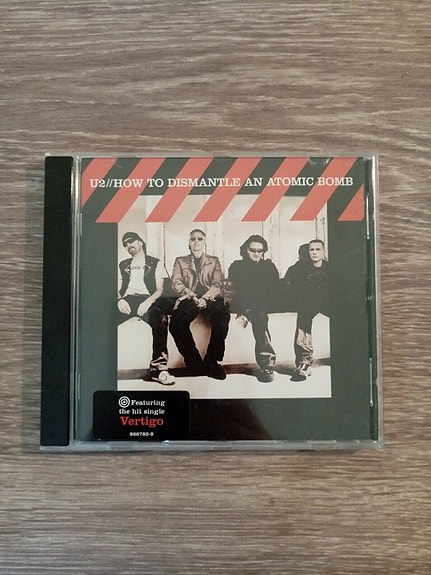 U2//HOW TO DISMANTLE AN ATOMIC BOMB
Featuring
the hit single
Vertigo
986782-9